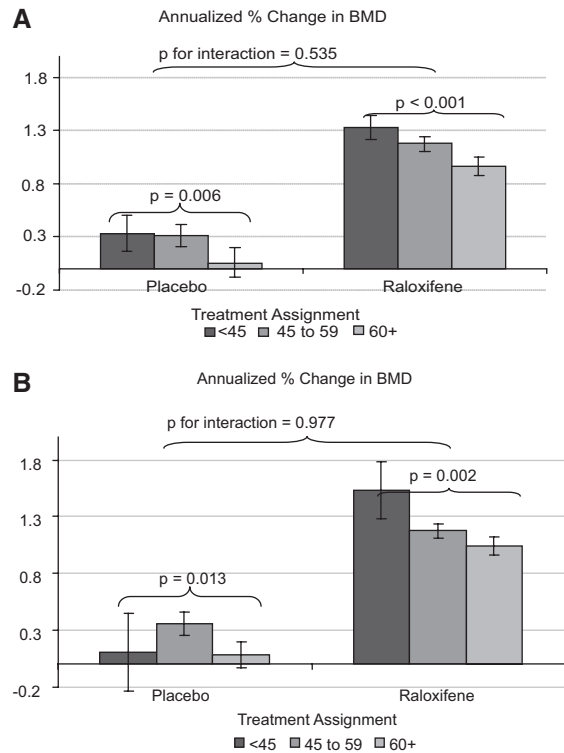 A
Annualized % Change in BMD
p for interaction = 0.535
1.8
p < 0.001
1.3
0.8
p = 0.006
0.3
-0.2
Placebo Raloxifene
Treatment Assignment
<45 45 to 59 60+
B
Annualized % Change in BMD
p for interaction = 0.977
1.8
p = 0.002
1.3
0.8
p = 0.013
0.3
-0.2
Placebo Raloxifene
Treatment Assignment
<45 45 to 59 60+